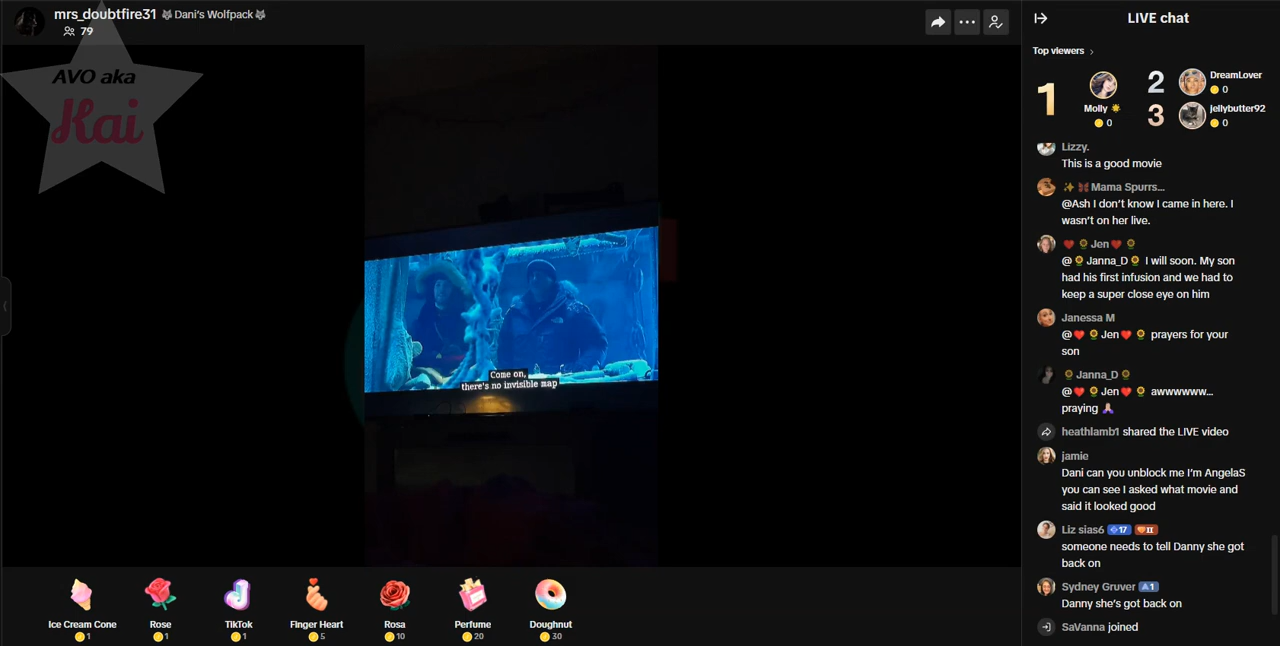 mrs_doubtfire31 🐺Dani's Wolfpack🐺
79
AVO aka
Kai
Come on,
there's no invisible map
Ice Cream Cone
1
Rose
1
TikTok
1
Finger Heart
5
Rosa
10
Perfume
20
Doughnut
30
LIVE chat
Top viewers
1
Molly ☀️
0
2
DreamLover
0
3
jellybutter92
0
Lizzy.
This is a good movie
✨ 🦋 Mama Spurrs...
@Ash I don't know I came in here. I
wasn't on her live.
❤️ 🌻 Jen❤️ 🌻
@ 🌻Janna_D🌻 I will soon. My son
had his first infusion and we had to
keep a super close eye on him
Janessa M
@❤️ 🌻Jen❤️ 🌻 prayers for your
son
🌻Janna_D🌻
@❤️ 🌻Jen❤️ 🌻 awwwwww...
praying 🙏🏼
heathlamb1 shared the LIVE video
jamie
Dani can you unblock me I'm AngelaS
you can see I asked what movie and
said it looked good
Liz sias6 17 II
someone needs to tell Danny she got
back on
Sydney Gruver 1
Danny she's got back on
SaVanna joined